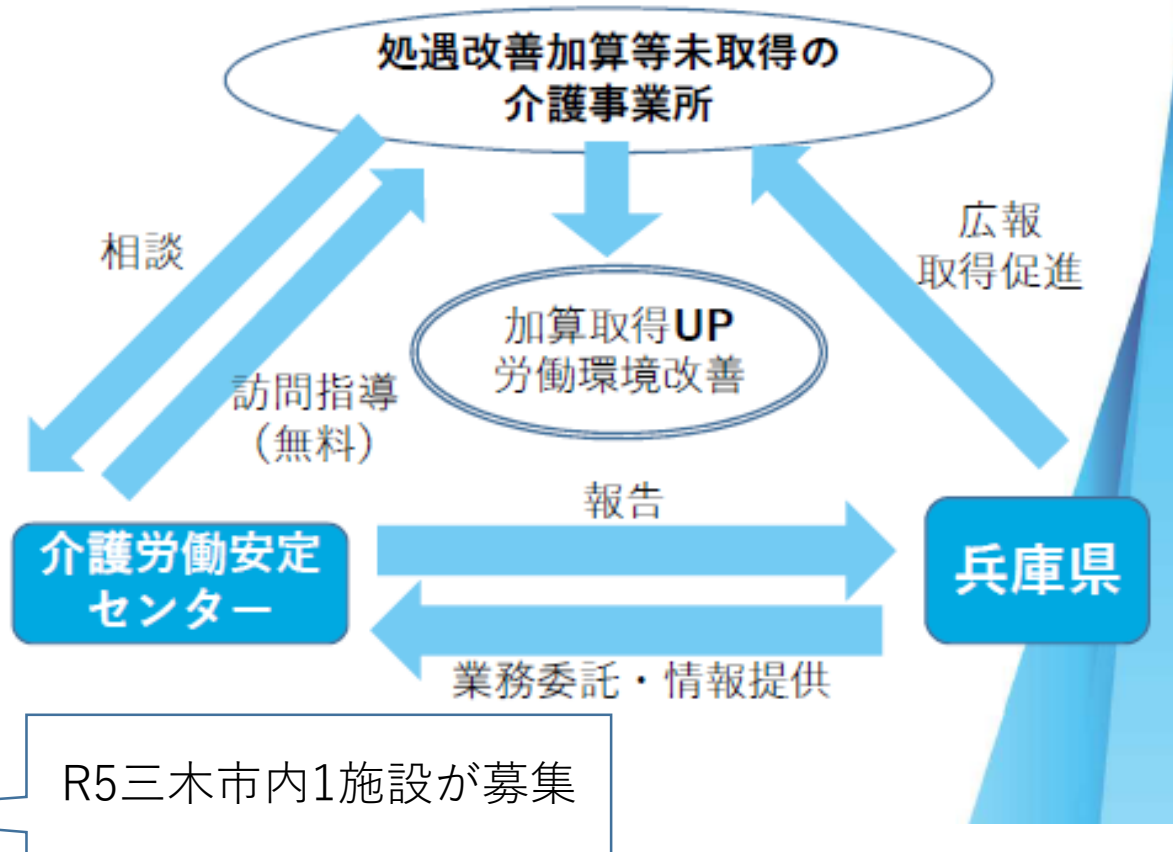 処遇改善加算等未取得の
介護事業所
相談
広報
取得促進
加算取得UP
労働環境改善
訪問指導
（無料）
報告
介護労働安定
センター
兵庫県
業務委託・情報提供
R5三木市内1施設が募集